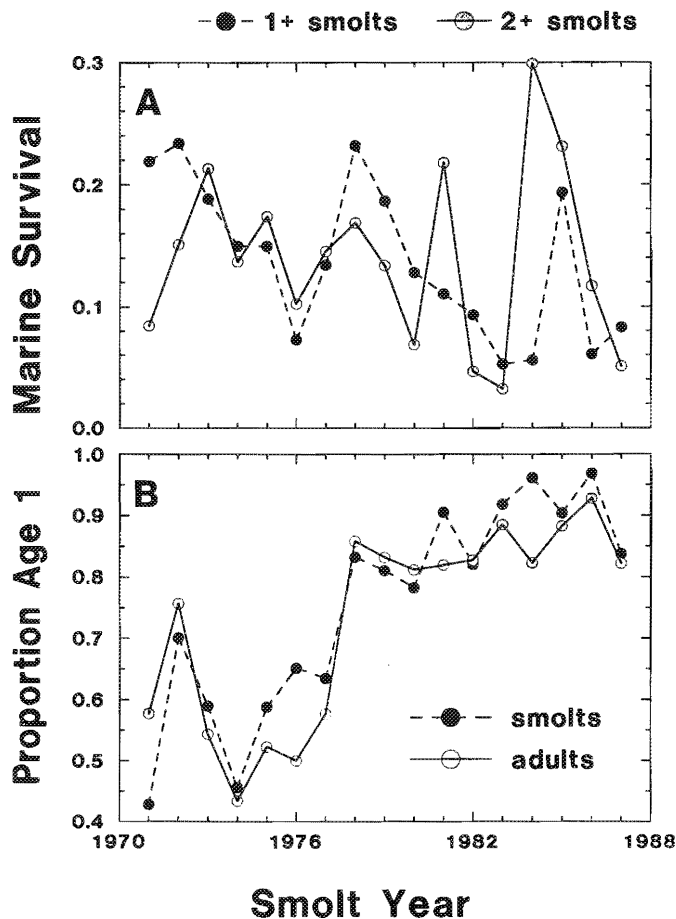 1+ smolts 2+ smolts
A
0.3
0.2
0.1
0.0
Marine Survival
B
1.0
0.9
0.8
0.7
0.6
0.5
0.4
Proportion Age 1
smolts
adults
1970 1976 1982 1988
Smolt Year